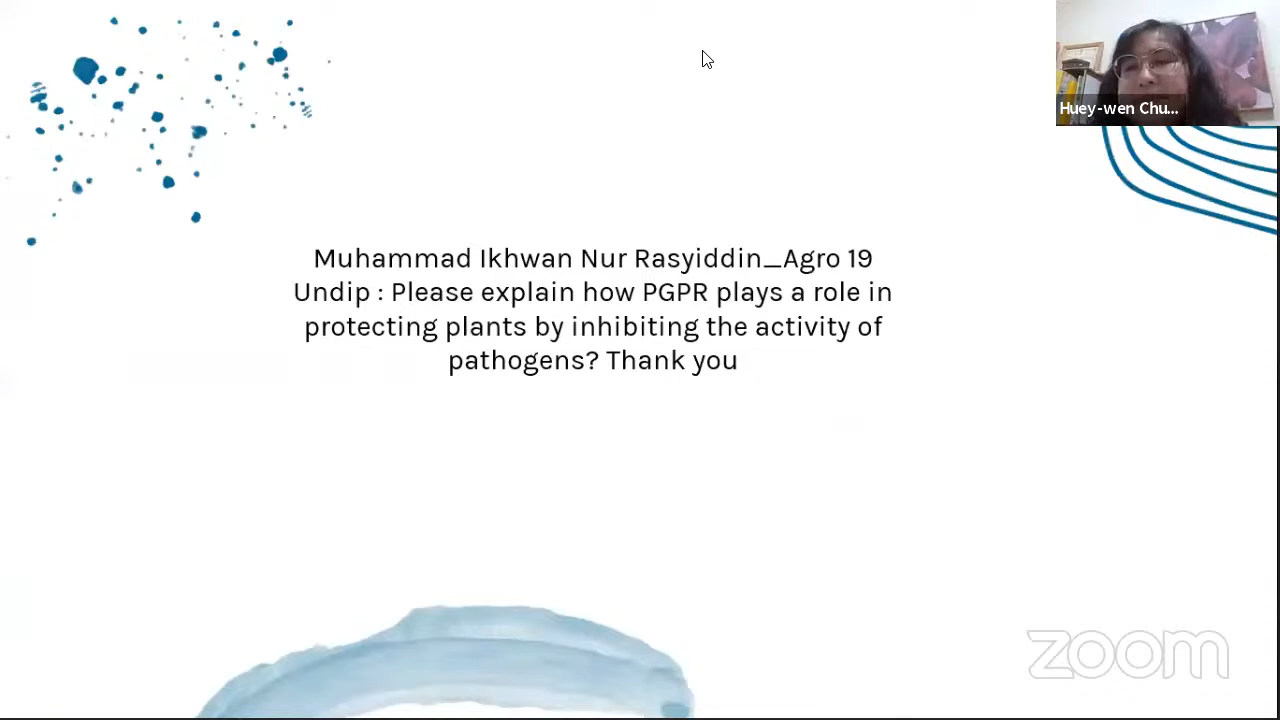 Huey-wen Chu...
Muhammad Ikhwan Nur Rasyiddin_Agro 19
Undip : Please explain how PGPR plays a role in
protecting plants by inhibiting the activity of
pathogens? Thank you
zoom